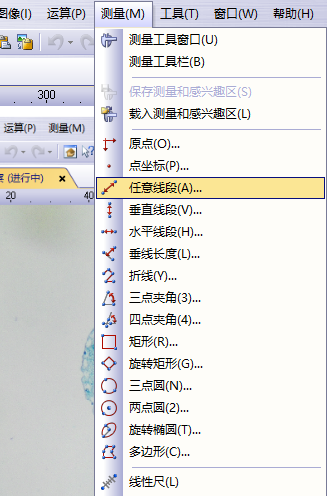 图像(I) 运算(P) 测量(M) 工具(T) 窗口(W) 帮助(H)
300
运算(P) 测量(M)
(进行中)
20 40
测量工具窗口(U)
测量工具栏(B)
保存测量和感兴趣区(S)
载入测量和感兴趣区(L)
原点(O)...
点坐标(P)...
任意线段(A)...
垂直线段(V)...
水平线段(H)...
垂线长度(L)...
折线(Y)...
三点夹角(3)...
四点夹角(4)...
矩形(R)...
旋转矩形(G)...
三点圆(N)...
两点圆(2)...
旋转椭圆(T)...
多边形(C)...
线性尺(L)